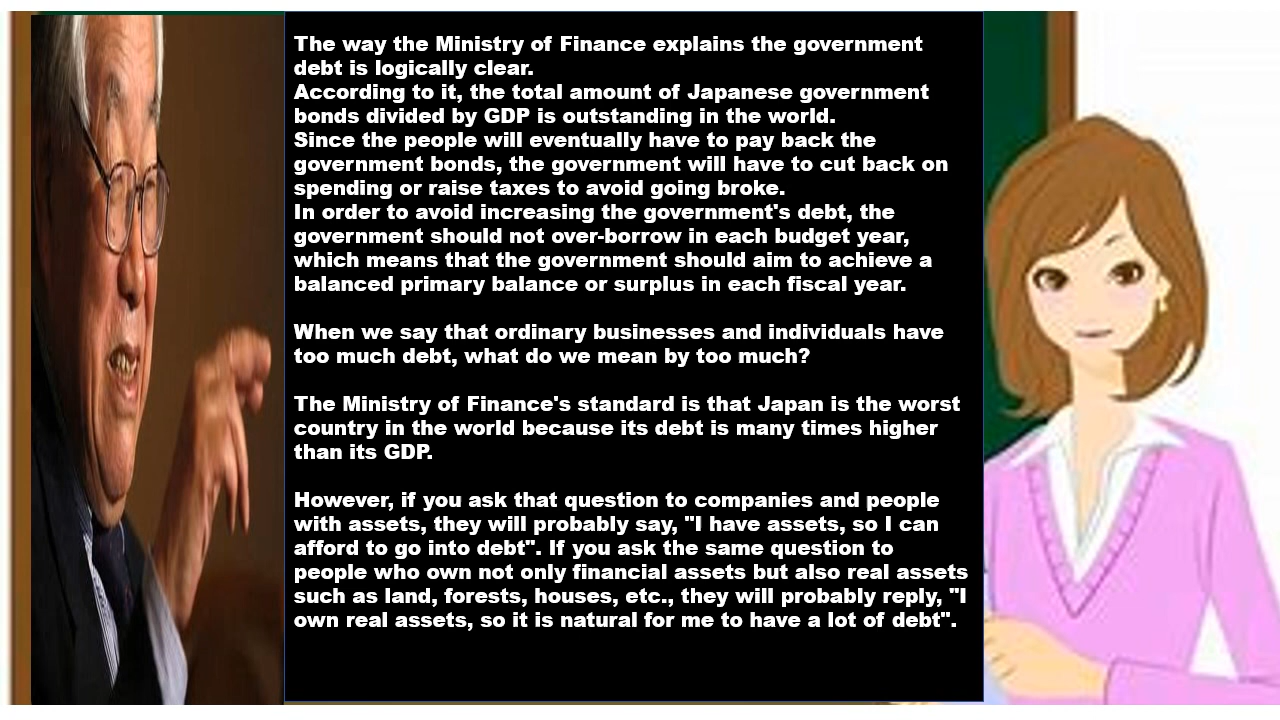 The way the Ministry of Finance explains the government
debt is logically clear.
According to it, the total amount of Japanese government
bonds divided by GDP is outstanding in the world.
Since the people will eventually have to pay back the
government bonds, the government will have to cut back on
spending or raise taxes to avoid going broke.
In order to avoid increasing the government's debt, the
government should not over-borrow in each budget year,
which means that the government should aim to achieve a
balanced primary balance or surplus in each fiscal year.
When we say that ordinary businesses and individuals have
too much debt, what do we mean by too much?
The Ministry of Finance's standard is that Japan is the worst
country in the world because its debt is many times higher
than its GDP.
However, if you ask that question to companies and people
with assets, they will probably say, "I have assets, so I can
afford to go into debt". If you ask the same question to
people who own not only financial assets but also real assets
such as land, forests, houses, etc., they will probably reply, "I
own real assets, so it is natural for me to have a lot of debt".